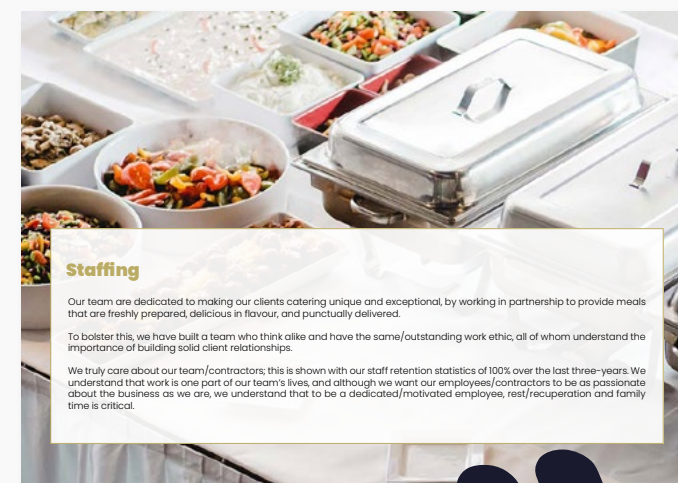 Staffing
Our team are dedicated to making our clients catering unique and exceptional, by working in partnership to provide meals
that are freshly prepared, delicious in flavour, and punctually delivered.
To bolster this, we have built a team who think alike and have the same/outstanding work ethic, all of whom understand the
importance of building solid client relationships.
We truly care about our team/contractors; this is shown with our staff retention statistics of 100% over the last three-years. We
understand that work is one part of our team's lives, and although we want our employees/contractors to be as passionate
about the business as we are, we understand that to be a dedicated/motivated employee, rest/recuperation and family
time is critical.